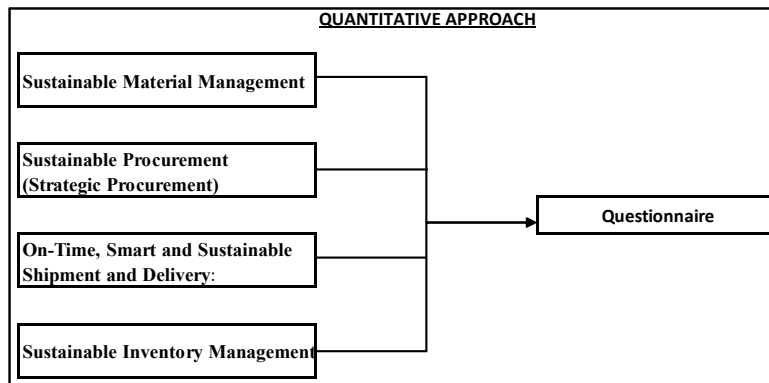 QUANTITATIVE APPROACH
Sustainable Material Management
Sustainable Procurement
(Strategic Procurement)
On-Time, Smart and Sustainable
Shipment and Delivery:
Sustainable Inventory Management
Questionnaire